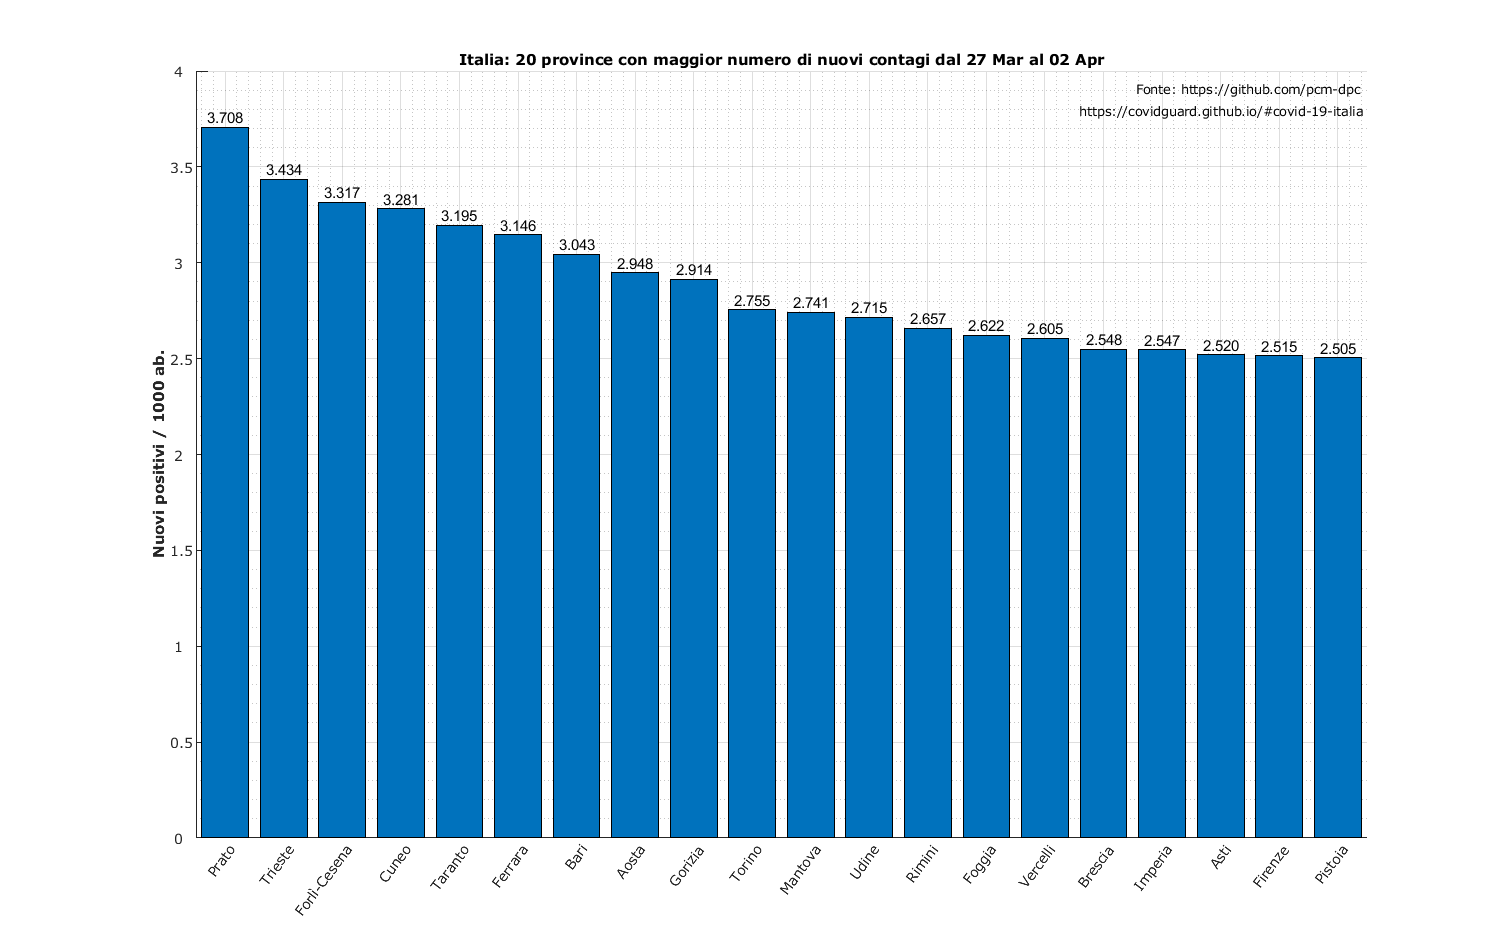 Italia: 20 province con maggior numero di nuovi contagi dal 27 Mar al 02 Apr
Fonte: https://github.com/pcm-dpc
https://covidguard.github.io/#covid-19-italia
Nuovi positivi / 1000 ab.
4
3.5
3
2.5
2
1.5
1
0.5
0
3.708
3.434
3.317
3.281
3.195
3.146
3.043
2.948
2.914
2.755
2.741
2.715
2.657
2.622
2.605
2.548
2.547
2.520
2.515
2.505
Prato
Trieste
Forlì-Cesena
Cuneo
Taranto
Ferrara
Bari
Aosta
Gorizia
Torino
Mantova
Udine
Rimini
Foggia
Vercelli
Brescia
Imperia
Asti
Firenze
Pistoia